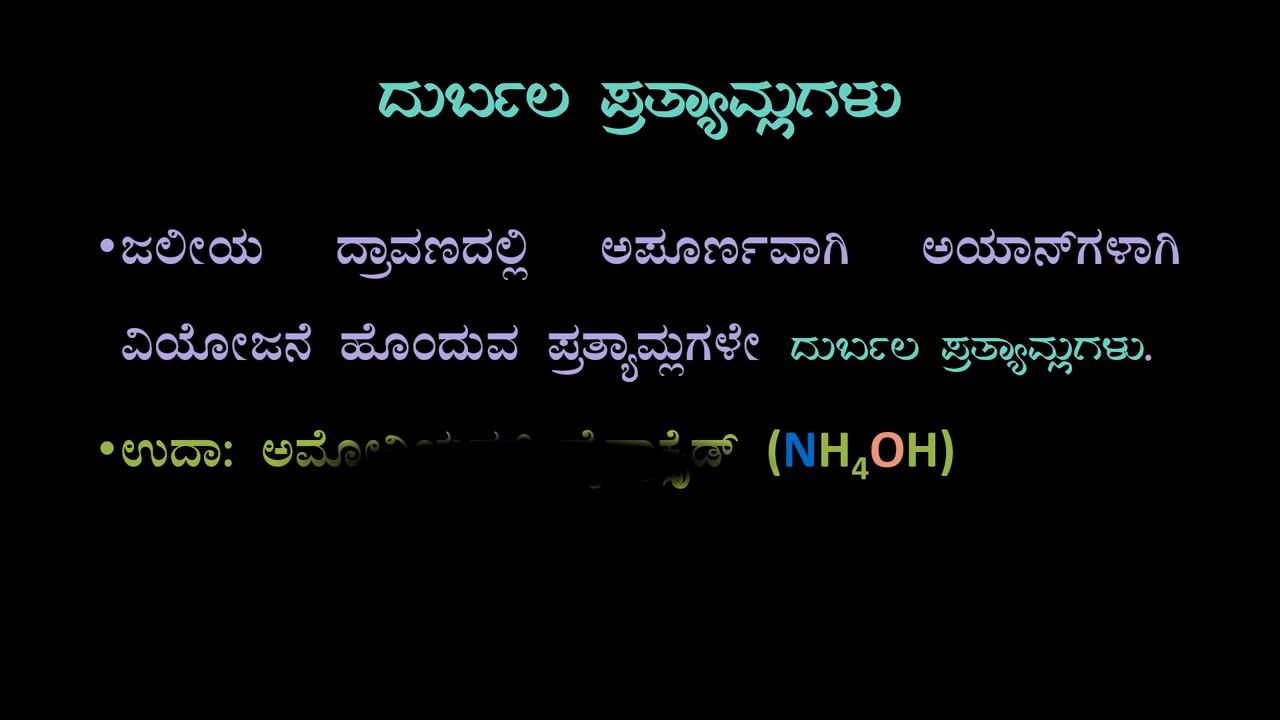 ದುರ್ಬಲ ಪ್ರತ್ಯಾಮ್ಲಗಳು
•ಜಲೀಯ ದ್ರಾವಣದಲ್ಲಿ ಅಪೂರ್ಣವಾಗಿ ಅಯಾನ್‌ಗಳಾಗಿ
ವಿಯೋಜನೆ ಹೊಂದುವ ಪ್ರತ್ಯಾಮ್ಲಗಳೇ ದುರ್ಬಲ ಪ್ರತ್ಯಾಮ್ಲಗಳು.
•ಉದಾ: (NH₄OH)